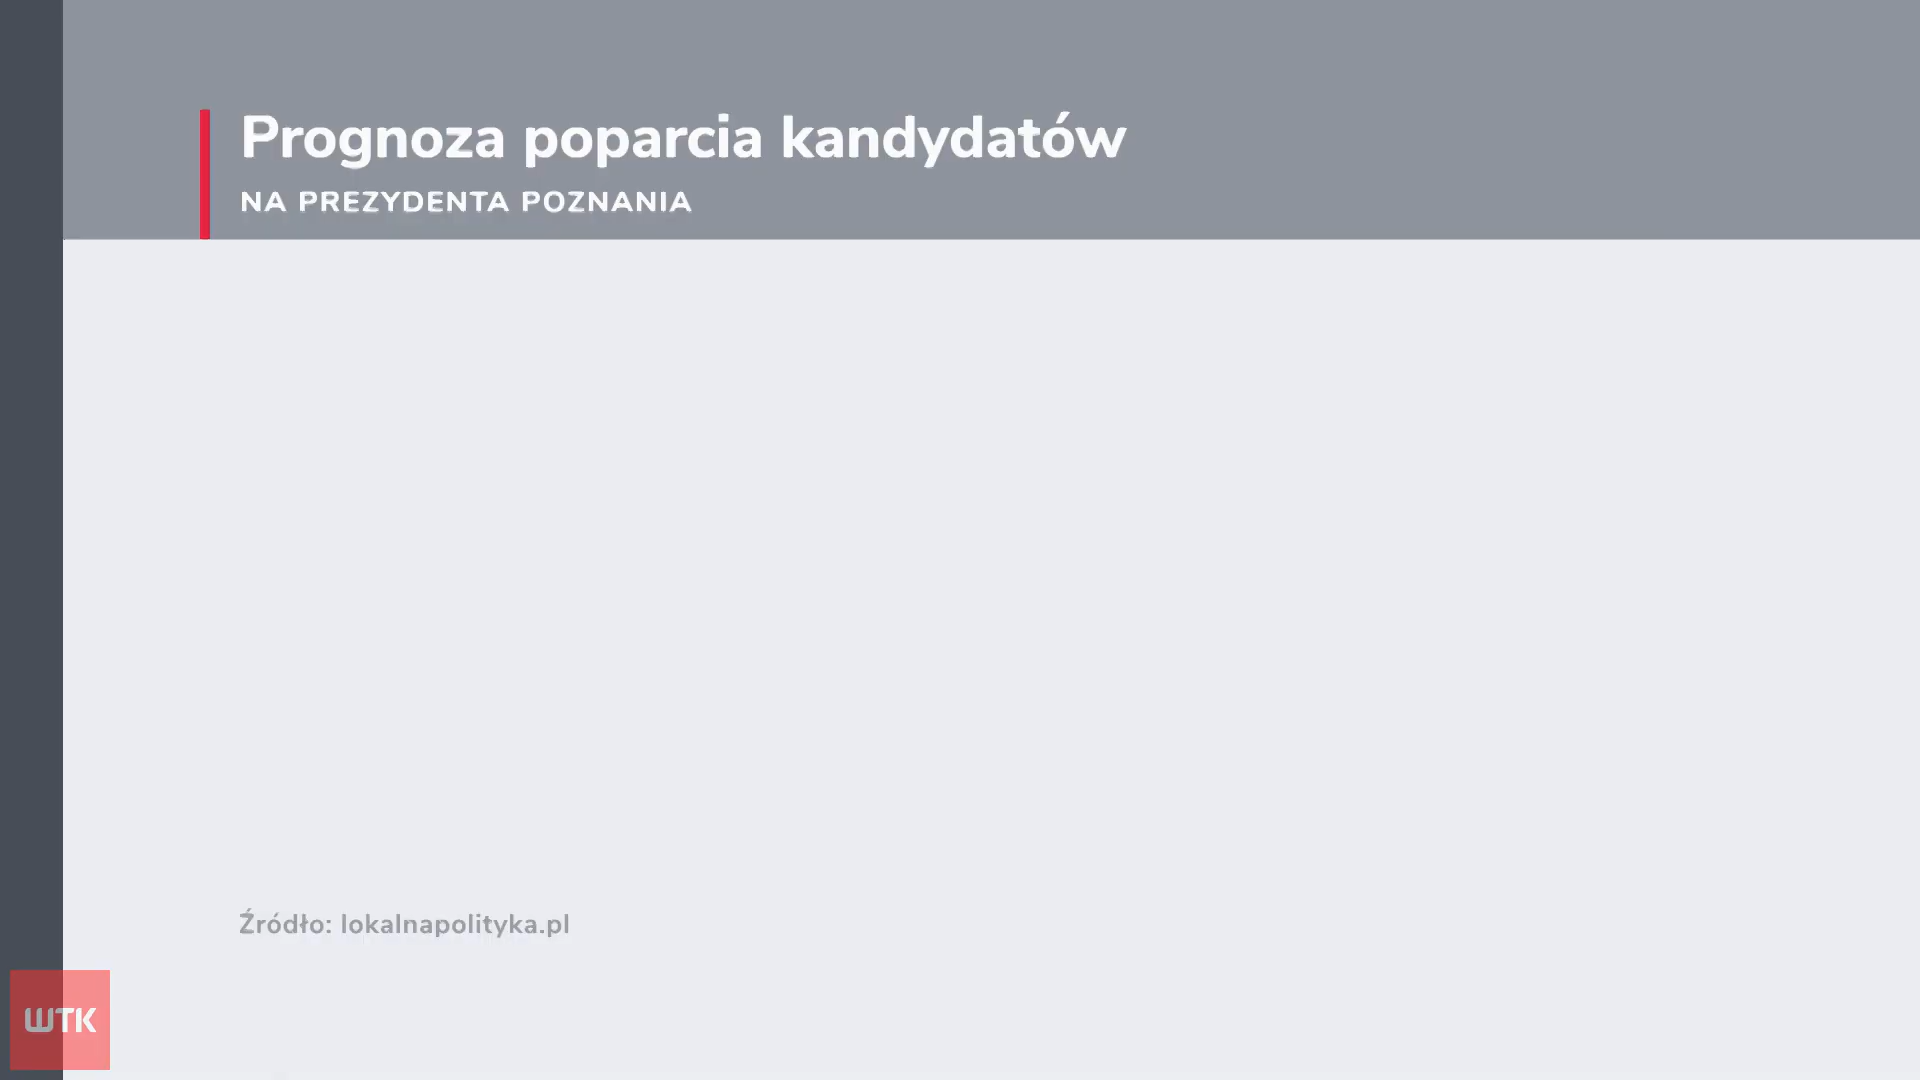 Prognoza poparcia kandydatów
NA PREZYDENTA POZNANIA
Źródło: lokalnapolityka.pl
WTK